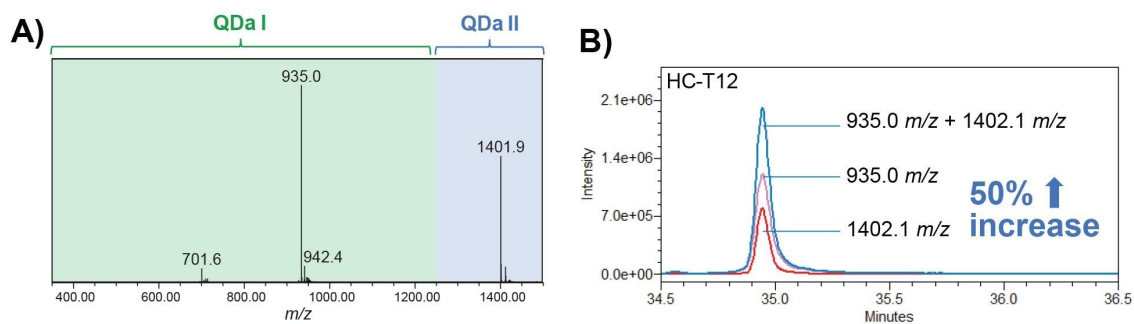 A)
QDa I
QDa II
935.0
1401.9
701.6
942.4
400.00 600.00 800.00 1000.00 1200.00 1400.00
m/z
B)
HC-T12
2.1e+06
1.4e+06
7.0e+05
0.0e+00
Intensity
935.0 m/z + 1402.1 m/z
935.0 m/z
1402.1 m/z
50%
increase
34.5 35.0 35.5 36.0 36.5
Minutes